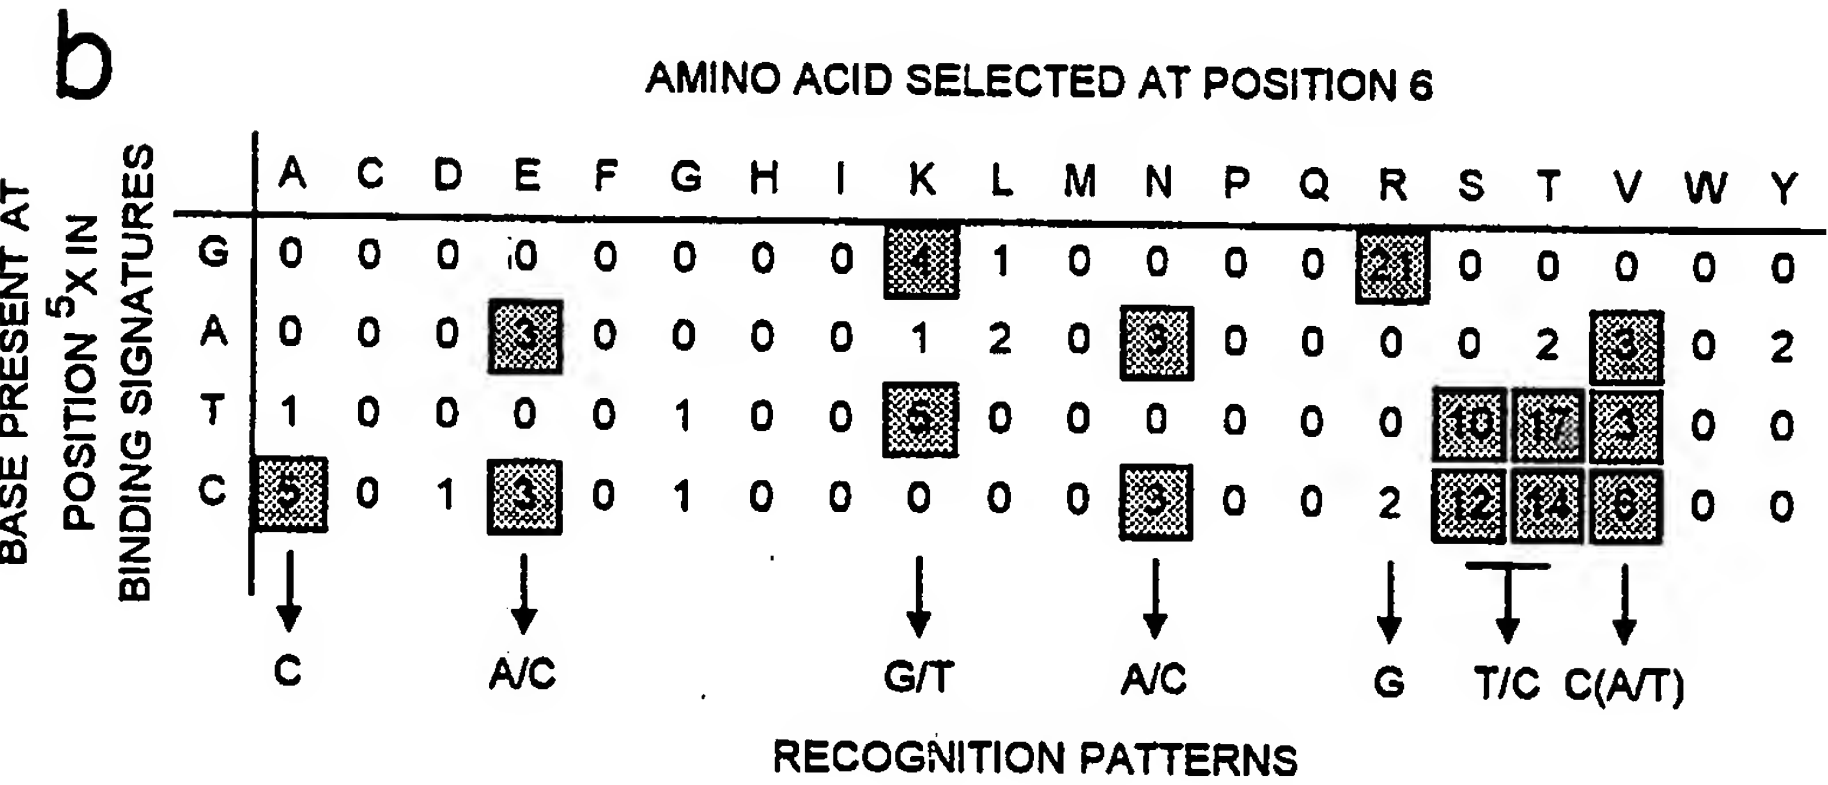 b
AMINO ACID SELECTED AT POSITION 6
BASE PRESENT AT
POSITION ⁵X IN
BINDING SIGNATURES
A C D E F G H I K L M N P Q R S T V W Y
G 0 0 0 0 0 0 0 0 4 1 0 0 0 0 21 0 0 0 0 0
A 0 0 0 3 0 0 0 0 1 2 0 3 0 0 0 0 2 3 0 2
T 1 0 0 0 0 1 0 0 0 0 0 0 0 0 17 3 0 0
C 5 0 1 3 0 1 0 0 0 0 0 3 0 0 2 12 14 6 0 0
C A/C G/T A/C G T/C C(A/T)
RECOGNITION PATTERNS